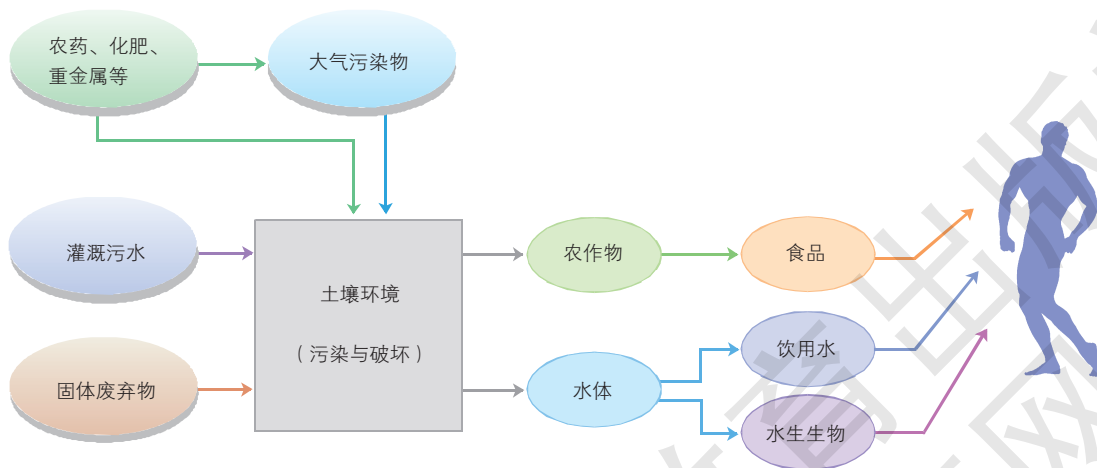 农药、化肥、
重金属等
大气污染物
灌溉污水
固体废弃物
土壤环境
（污染与破坏）
农作物
食品
水体
饮用水
水生生物